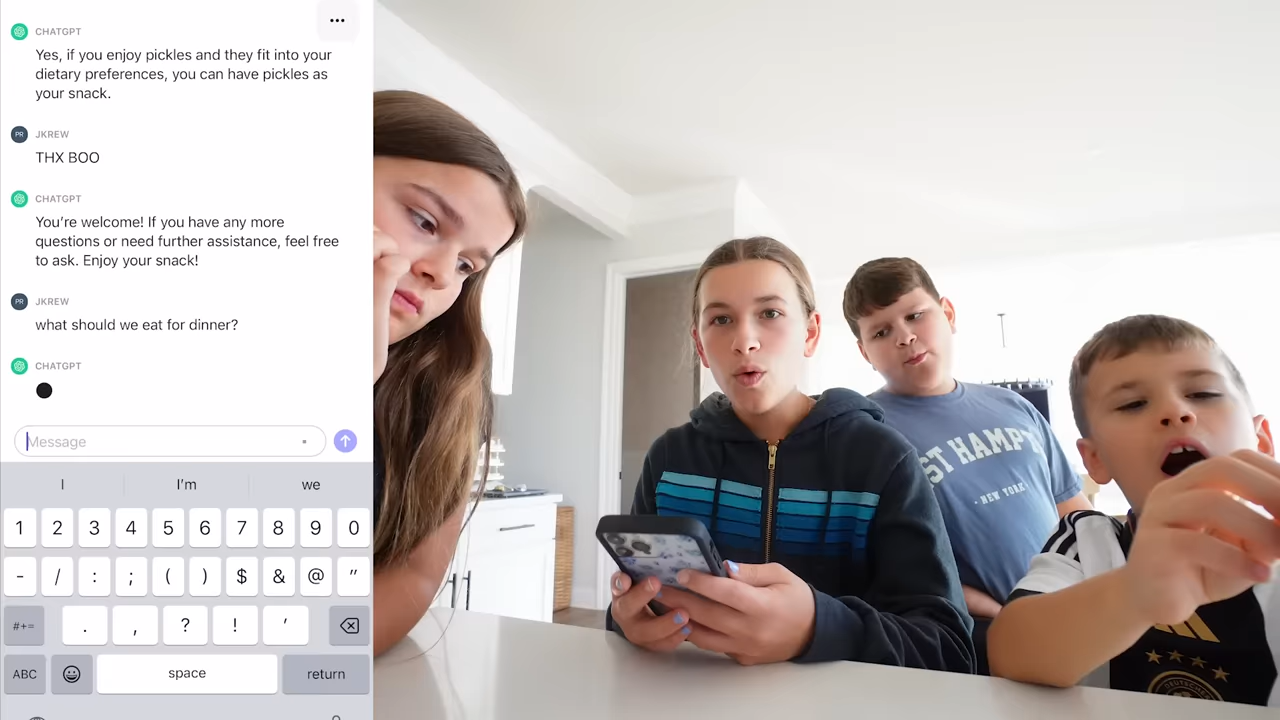 CHATGPT
Yes, if you enjoy pickles and they fit into your
dietary preferences, you can have pickles as
your snack.
PR JKREW
THX BOO
CHATGPT
You're welcome! If you have any more
questions or need further assistance, feel free
to ask. Enjoy your snack!
PR JKREW
what should we eat for dinner?
CHATGPT
Message
I I'm we
1 2 3 4 5 6 7 8 9 0
- / : ; ( ) $ & @ "
#+= . , ? ! '
ABC space return
ST HAMPT
· NEW YORK ·
DEUTSCHER